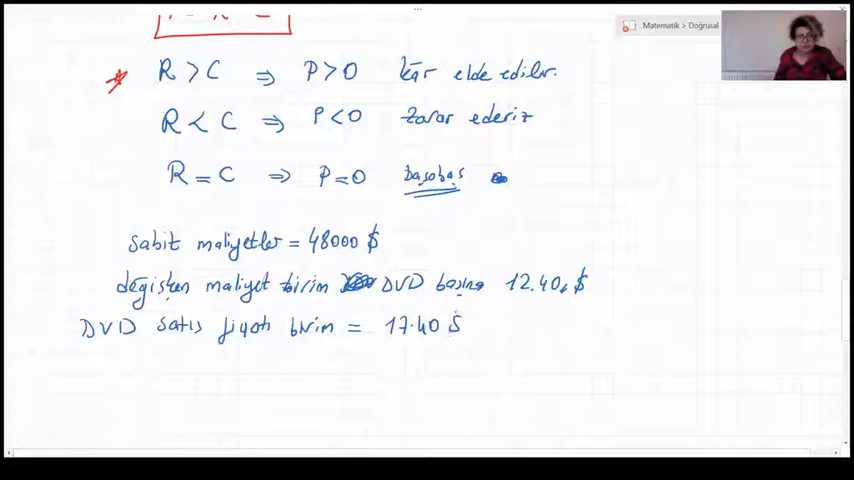 P = R - C
Matematik > Doğrusal
R > C ⇒ P > 0 kâr elde edilir.
R < C ⇒ P < 0 zarar ederiz
R = C ⇒ P = 0 başabaş
Sabit maliyetler = 48000 $
değişken maliyet birim DVD başına 12.40 $
DVD satış fiyatı birim = 17.40 $